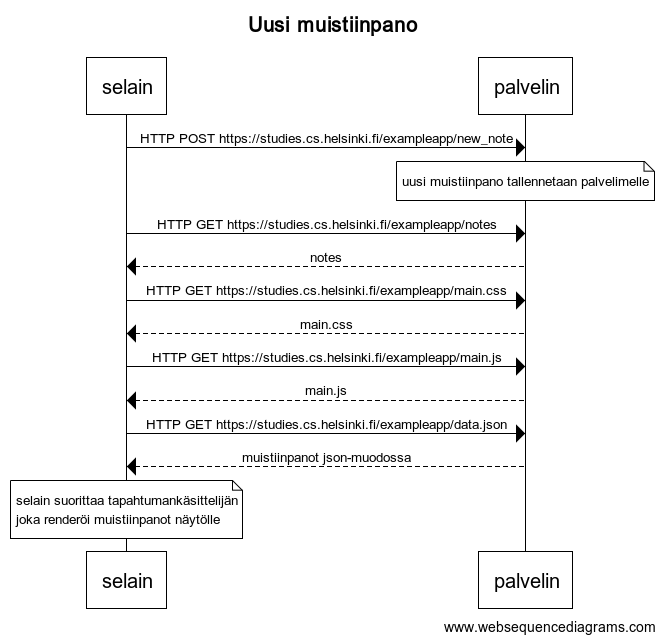 Uusi muistiinpano
selain
palvelin
HTTP POST https://studies.cs.helsinki.fi/exampleapp/new_note
uusi muistiinpano tallennetaan palvelimelle
HTTP GET https://studies.cs.helsinki.fi/exampleapp/notes
notes
HTTP GET https://studies.cs.helsinki.fi/exampleapp/main.css
main.css
HTTP GET https://studies.cs.helsinki.fi/exampleapp/main.js
main.js
HTTP GET https://studies.cs.helsinki.fi/exampleapp/data.json
muistiinpanot json-muodossa
selain suorittaa tapahtumankäsittelijän
joka renderöi muistiinpanot näytölle
selain
palvelin
www.websequencediagrams.com